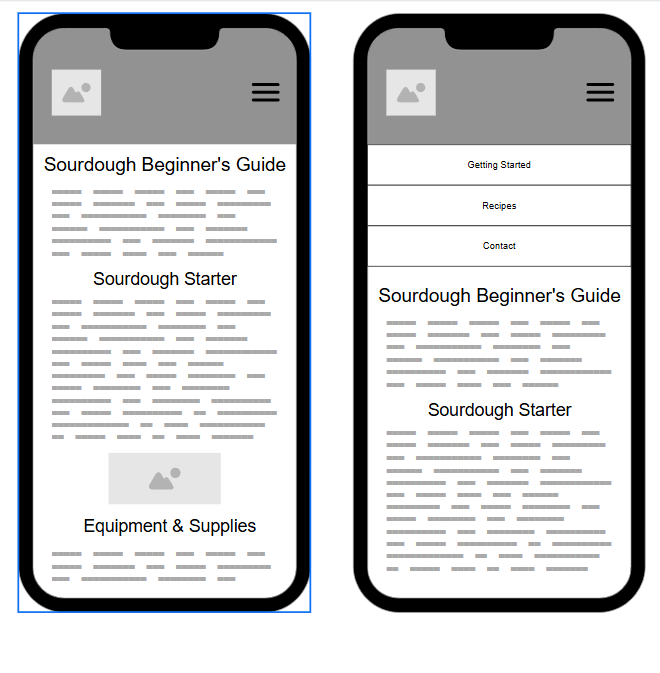 Sourdough Beginner's Guide
Sourdough Starter
Equipment & Supplies
Getting Started
Recipes
Contact
Sourdough Beginner's Guide
Sourdough Starter